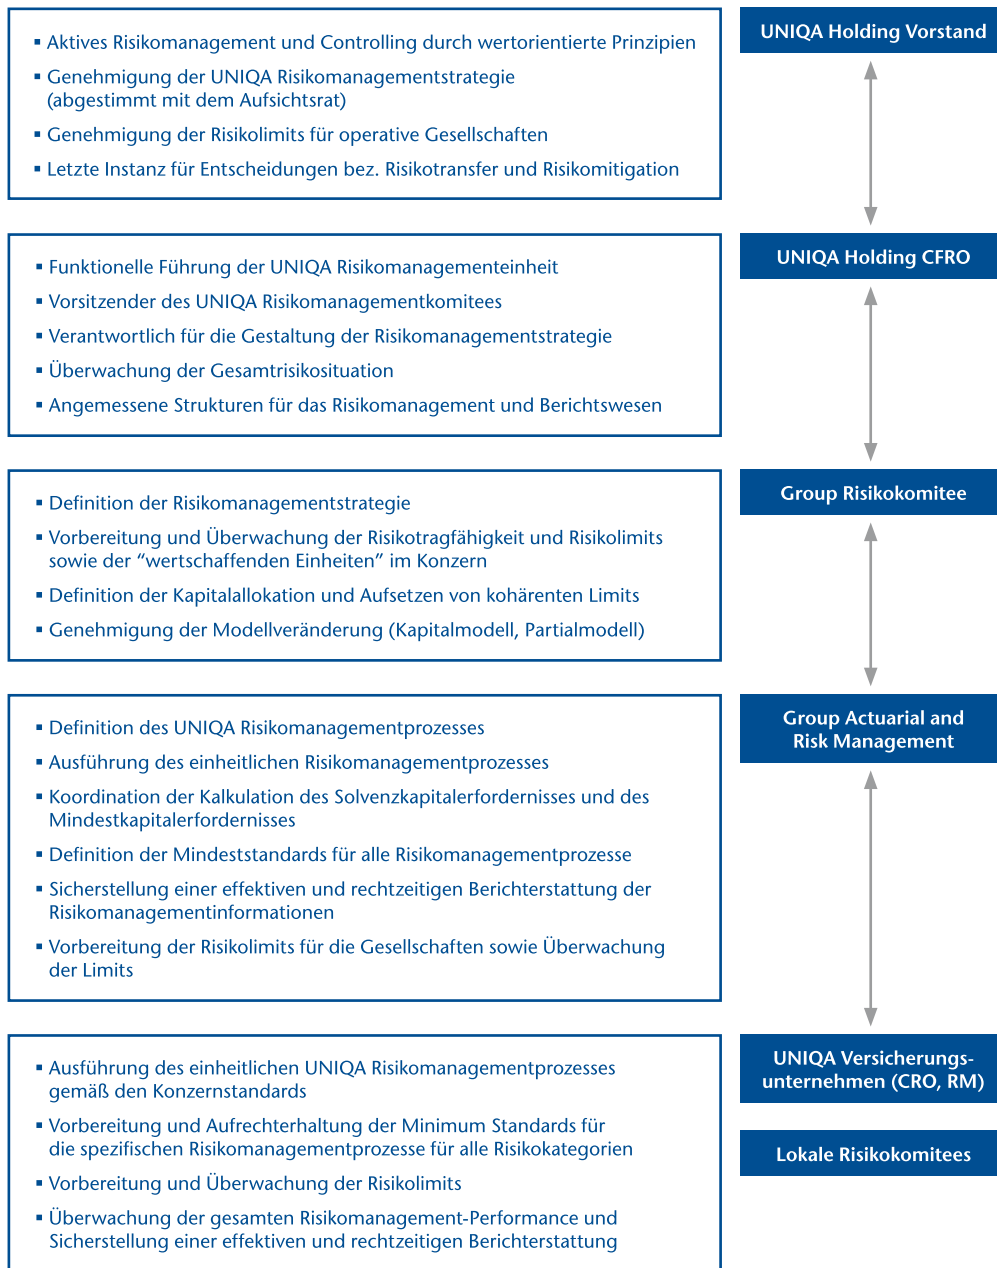 ▪ Aktives Risikomanagement und Controlling durch wertorientierte Prinzipien
▪ Genehmigung der UNIQA Risikomanagementstrategie
(abgestimmt mit dem Aufsichtsrat)
▪ Genehmigung der Risikolimits für operative Gesellschaften
▪ Letzte Instanz für Entscheidungen bez. Risikotransfer und Risikomitigation
UNIQA Holding Vorstand
▪ Funktionelle Führung der UNIQA Risikomanagementeinheit
▪ Vorsitzender des UNIQA Risikomanagementkomitees
▪ Verantwortlich für die Gestaltung der Risikomanagementstrategie
▪ Überwachung der Gesamtrisikosituation
▪ Angemessene Strukturen für das Risikomanagement und Berichtswesen
UNIQA Holding CFRO
▪ Definition der Risikomanagementstrategie
▪ Vorbereitung und Überwachung der Risikotragfähigkeit und Risikolimits
sowie der “wertschaffenden Einheiten” im Konzern
▪ Definition der Kapitalallokation und Aufsetzen von kohärenten Limits
▪ Genehmigung der Modellveränderung (Kapitalmodell, Partialmodell)
Group Risikokomitee
▪ Definition des UNIQA Risikomanagementprozesses
▪ Ausführung des einheitlichen Risikomanagementprozesses
▪ Koordination der Kalkulation des Solvenzkapitalerfordernisses und des
Mindestkapitalerfordernisses
▪ Definition der Mindeststandards für alle Risikomanagementprozesse
▪ Sicherstellung einer effektiven und rechtzeitigen Berichterstattung der
Risikomanagementinformationen
▪ Vorbereitung der Risikolimits für die Gesellschaften sowie Überwachung
der Limits
Group Actuarial and
Risk Management
▪ Ausführung des einheitlichen UNIQA Risikomanagementprozesses
gemäß den Konzernstandards
▪ Vorbereitung und Aufrechterhaltung der Minimum Standards für
die spezifischen Risikomanagementprozesse für alle Risikokategorien
▪ Vorbereitung und Überwachung der Risikolimits
▪ Überwachung der gesamten Risikomanagement-Performance und
Sicherstellung einer effektiven und rechtzeitigen Berichterstattung
UNIQA Versicherungs-
unternehmen (CRO, RM)
Lokale Risikokomitees